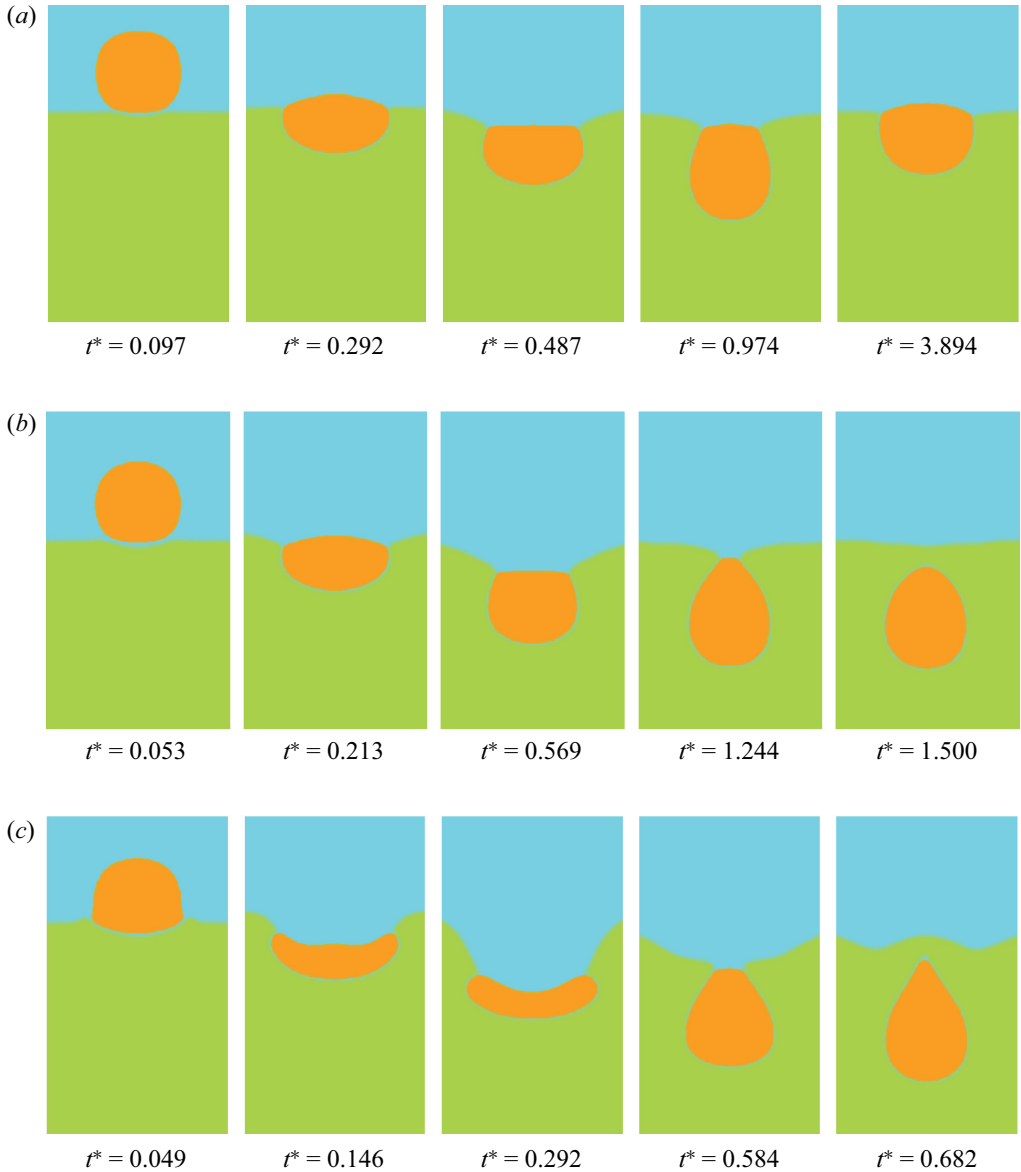 (a)
t* = 0.097 t* = 0.292 t* = 0.487 t* = 0.974 t* = 3.894
(b)
t* = 0.053 t* = 0.213 t* = 0.569 t* = 1.244 t* = 1.500
(c)
t* = 0.049 t* = 0.146 t* = 0.292 t* = 0.584 t* = 0.682